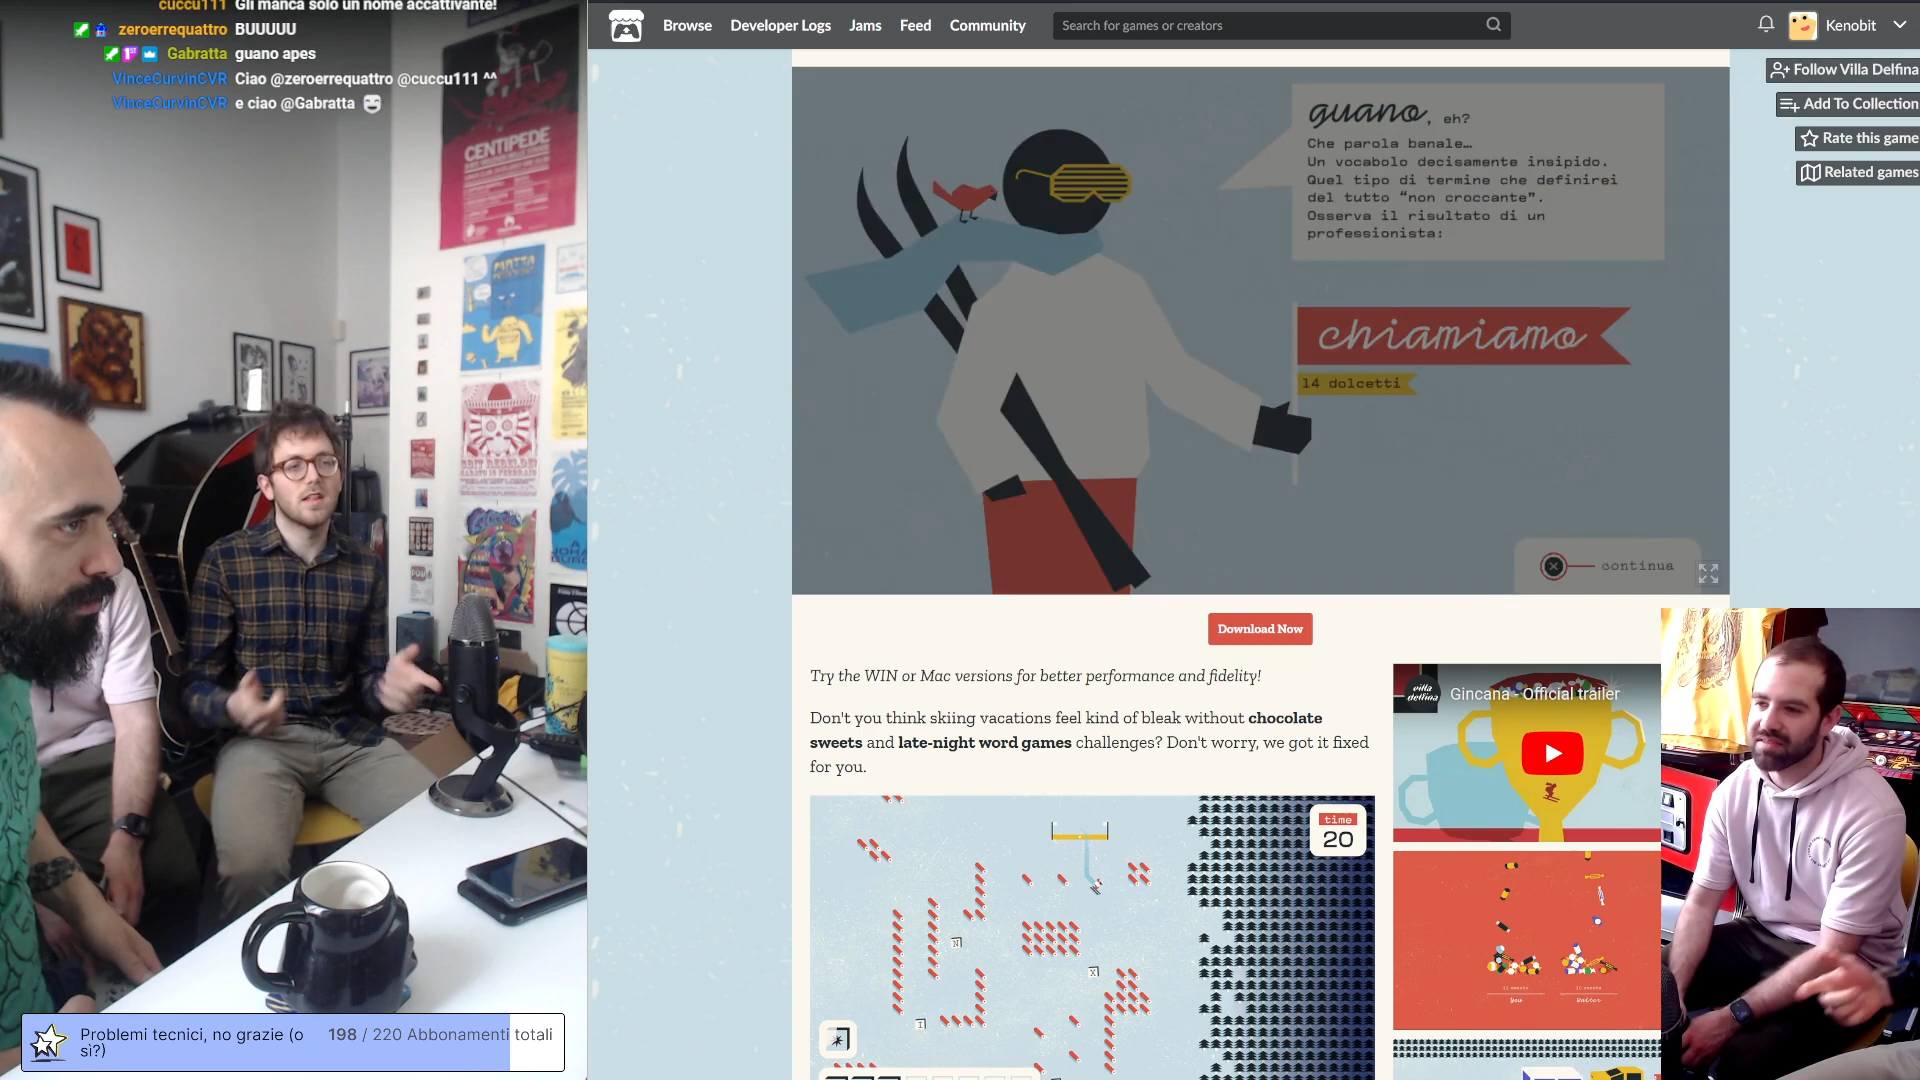 cuccu111 Gli manca solo un nome accattivante!
zeroerrequattro BUUUUU
Gabratta guano apes
VinceCurvinCVR Ciao @zeroerrequattro @cuccu111 ^^
VinceCurvinCVR e ciao @Gabratta
CENTIPEDE
Problemi tecnici, no grazie (o sì?)
198 / 220 Abbonamenti totali
Browse Developer Logs Jams Feed Community
Search for games or creators
Kenobit
Follow Villa Delfina
Add To Collection
Rate this game
Related games
guano, eh?
Che parola banale…
Un vocabolo decisamente insipido.
Quel tipo di termine che definirei
del tutto “non croccante”.
Osserva il risultato di un
professionista:
chiamiamo
14 dolcetti
continua
Download Now
Try the WIN or Mac versions for better performance and fidelity!
Don't you think skiing vacations feel kind of bleak without chocolate
sweets and late-night word games challenges? Don't worry, we got it fixed
for you.
time
20
N
X
I
villa delfina
Gincana - Official trailer